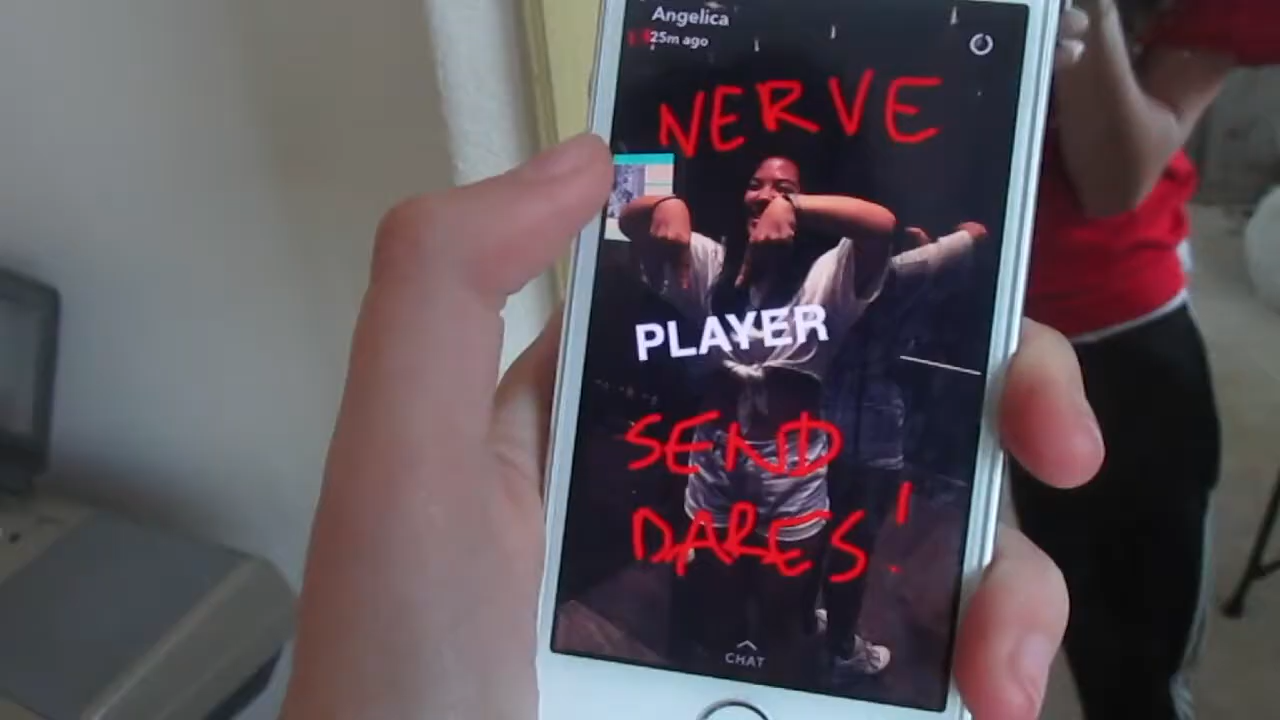 Angelica
25m ago
NERVE
PLAYER
SEND
DARES!
CHAT